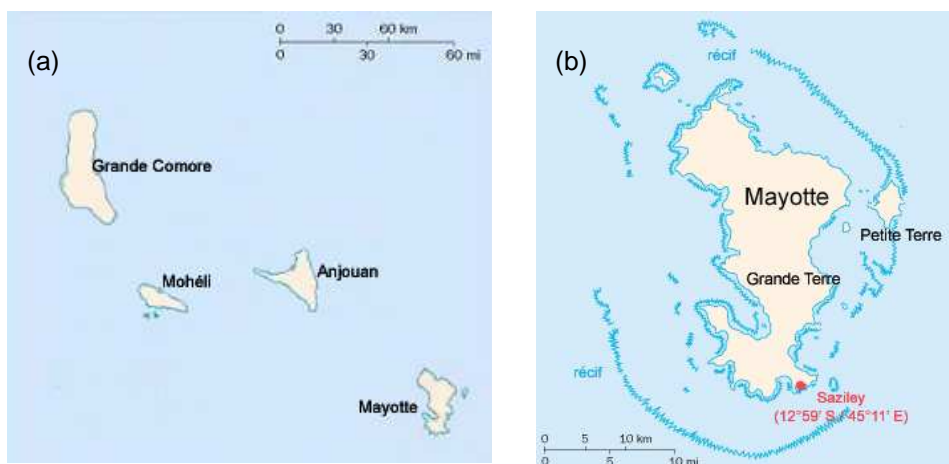 (a)
0 30 60 km
0 30 60 mi
Grande Comore
Mohéli
Anjouan
Mayotte
(b)
récif
Mayotte
Petite Terre
Grande Terre
récif
Saziley
(12°59' S / 45°11' E)
0 5 10 km
0 5 10 mi